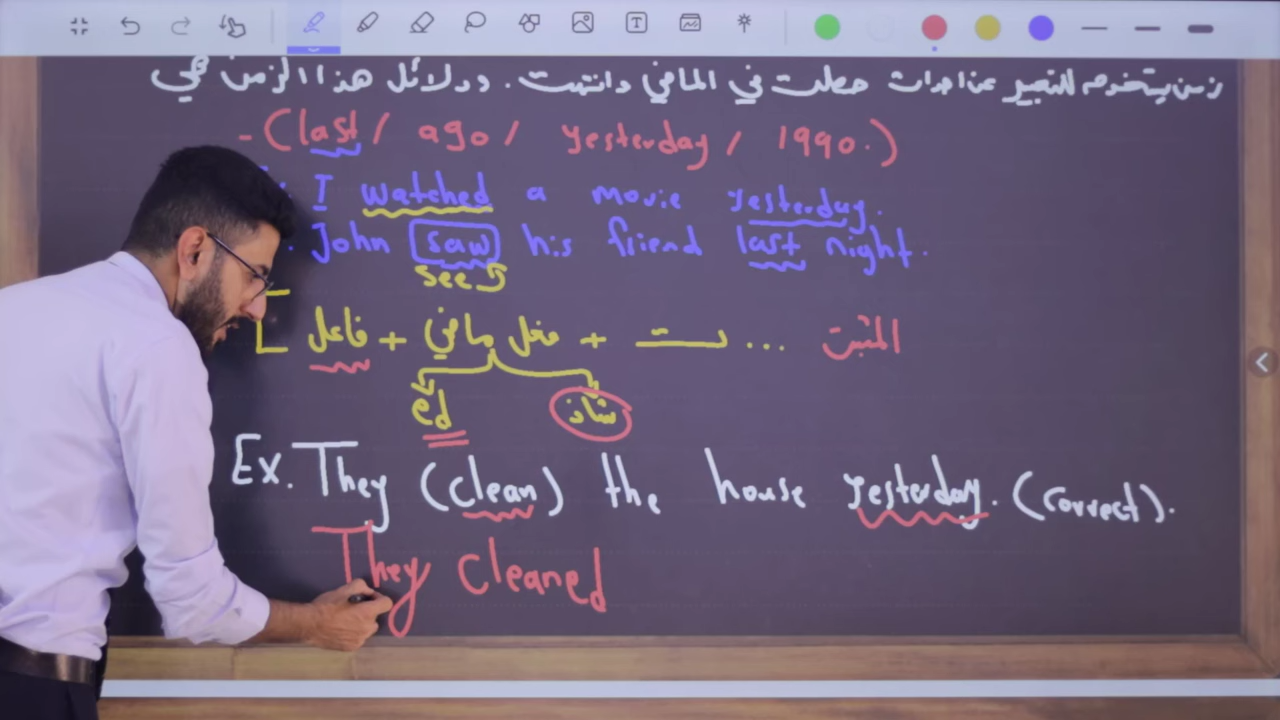 زمن يستخدم للتعبير عن احداث حصلت في الماضي وانتهت. ودلائل هذا الزمن هي
- (last / ago / yesterday / 1990.)
I watched a movie yesterday.
John saw his friend last night.
see
فاعل + فعل ماضي + تكملة ... المثبت
ed شاذ
Ex. They (clean) the house yesterday. (correct).
They cleaned